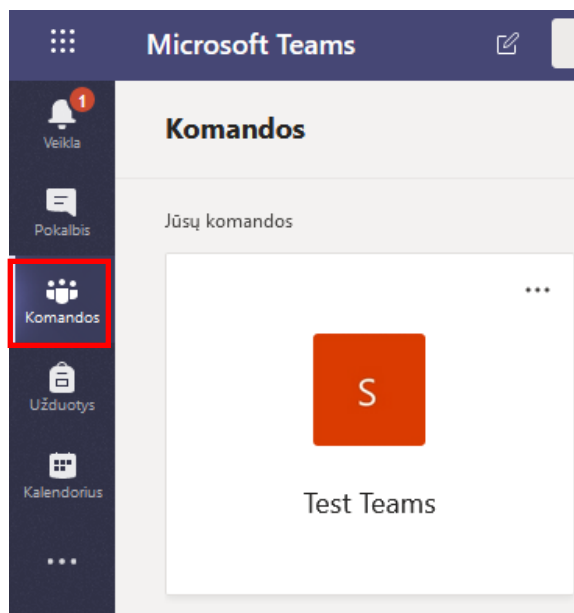 Microsoft Teams
1
Veikla
Pokalbis
Komandos
Užduotys
Kalendorius
Komandos
Jūsų komandos
S
Test Teams